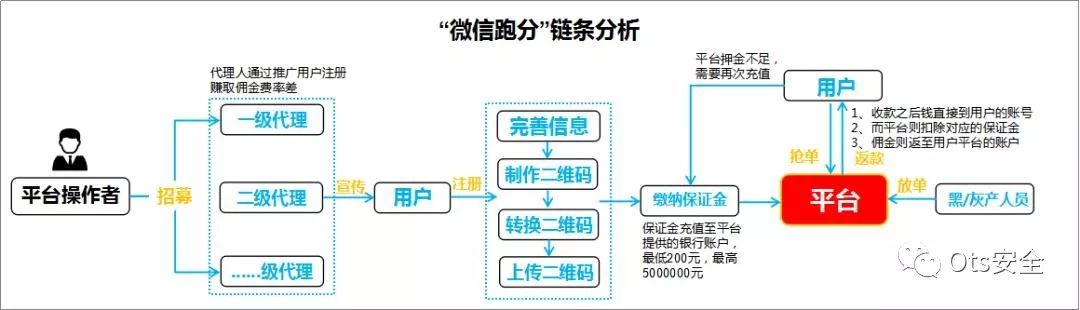 “微信跑分”链条分析
代理人通过推广用户注册
赚取佣金费率差
一级代理
二级代理
......级代理
平台操作者
招募
宣传
用户
注册
完善信息
制作二维码
转换二维码
上传二维码
缴纳保证金
保证金充值至平台
提供的银行账户，
最低200元，最高
5000000元
平台押金不足，
需要再次充值
用户
1、收款之后钱直接到用户的账号
2、而平台则扣除对应的保证金
3、佣金则返至用户平台的账户
抢单
返款
平台
放单
黑/灰产人员
Ots安全